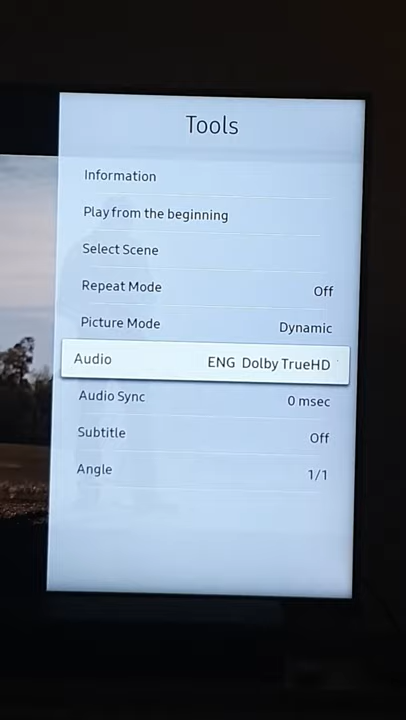 Tools
Information
Play from the beginning
Select Scene
Repeat Mode Off
Picture Mode Dynamic
Audio ENG Dolby TrueHD
Audio Sync 0 msec
Subtitle Off
Angle 1/1